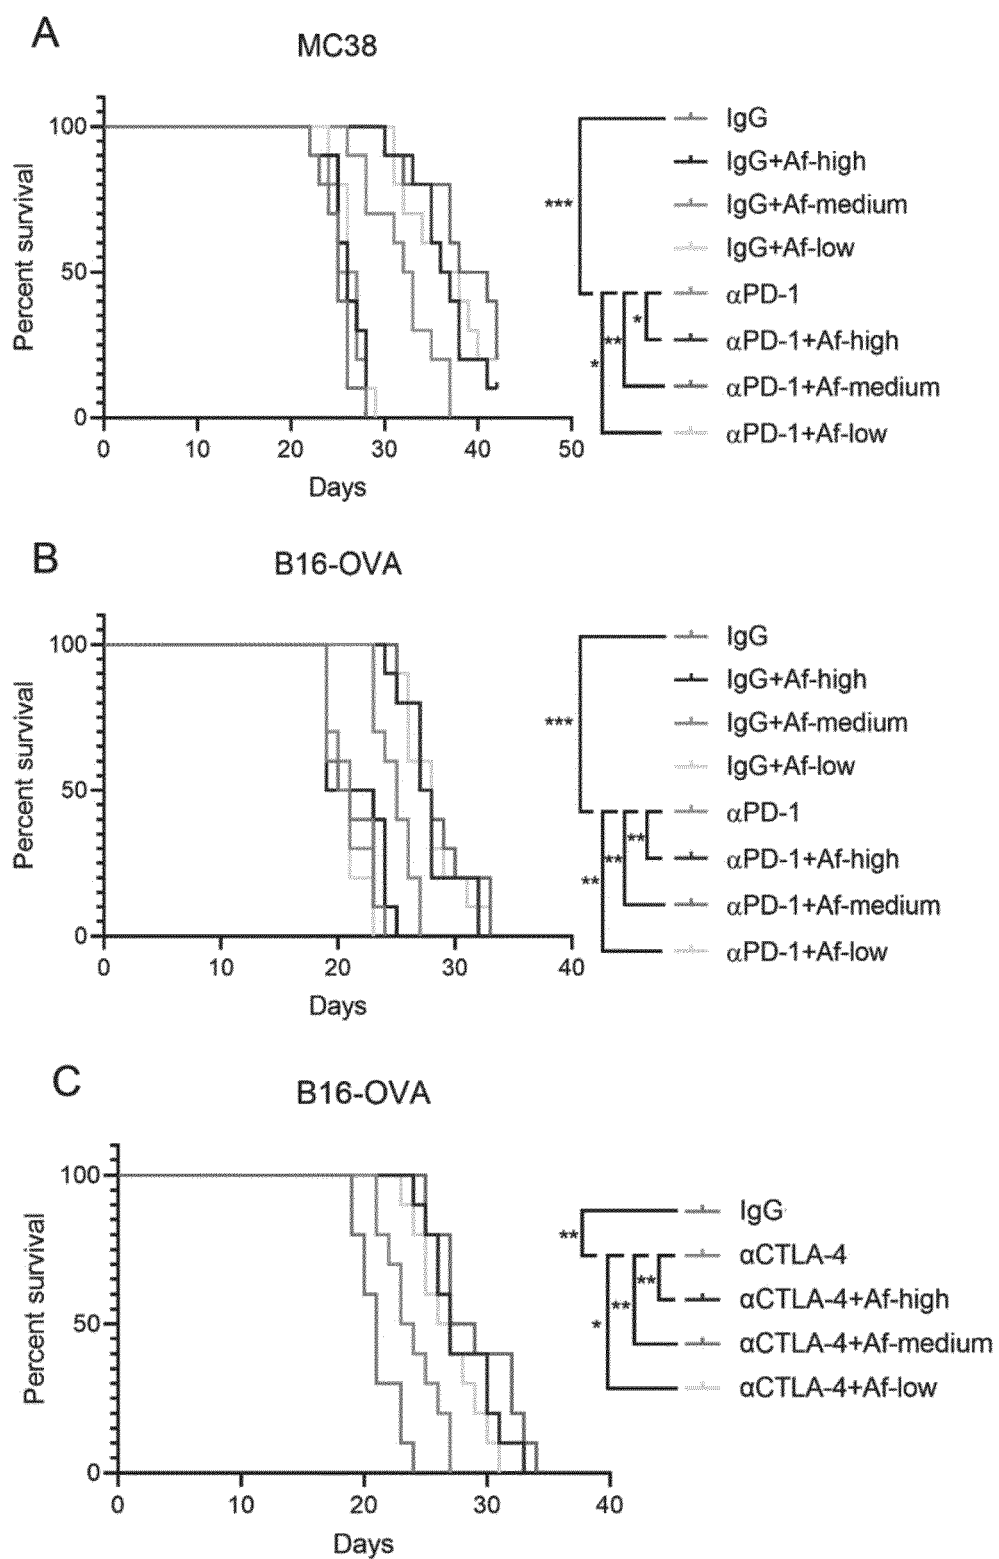 A
MC38
Percent survival
100
50
0
0 10 20 30 40 50
Days
IgG
IgG+Af-high
IgG+Af-medium
IgG+Af-low
αPD-1
αPD-1+Af-high
αPD-1+Af-medium
αPD-1+Af-low
***
*
**
*
B
B16-OVA
Percent survival
100
50
0
0 10 20 30 40
Days
IgG
IgG+Af-high
IgG+Af-medium
IgG+Af-low
αPD-1
αPD-1+Af-high
αPD-1+Af-medium
αPD-1+Af-low
***
**
**
**
C
B16-OVA
Percent survival
100
50
0
0 10 20 30 40
Days
IgG
αCTLA-4
αCTLA-4+Af-high
αCTLA-4+Af-medium
αCTLA-4+Af-low
**
**
**
*